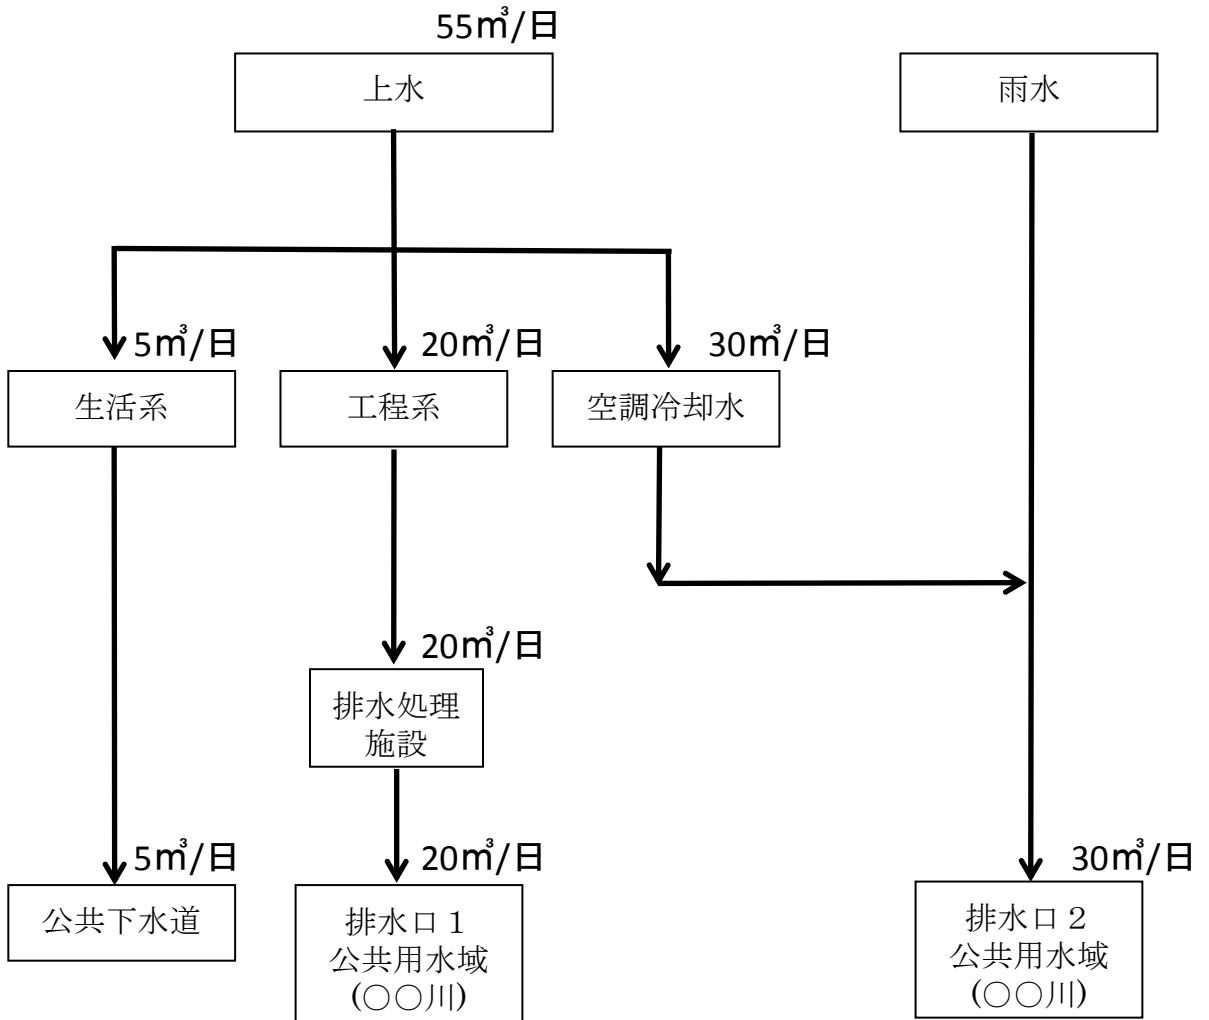 55㎥/日
上水
雨水
5㎥/日
20㎥/日
30㎥/日
生活系
工程系
空調冷却水
20㎥/日
排水処理
施設
5㎥/日
20㎥/日
30㎥/日
公共下水道
排水口１
公共用水域
(○○川)
排水口２
公共用水域
(○○川)